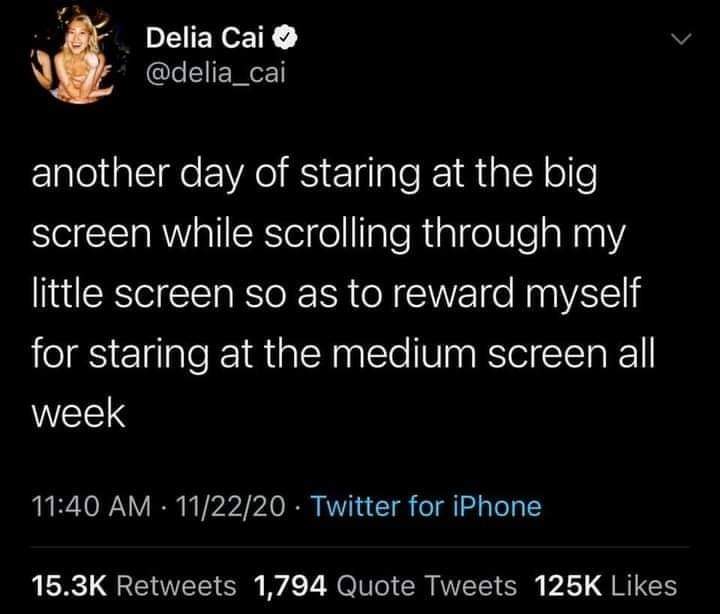 Delia Cai
@delia_cai
another day of staring at the big
screen while scrolling through my
little screen so as to reward myself
for staring at the medium screen all
week
11:40 AM · 11/22/20 · Twitter for iPhone
15.3K Retweets 1,794 Quote Tweets 125K Likes